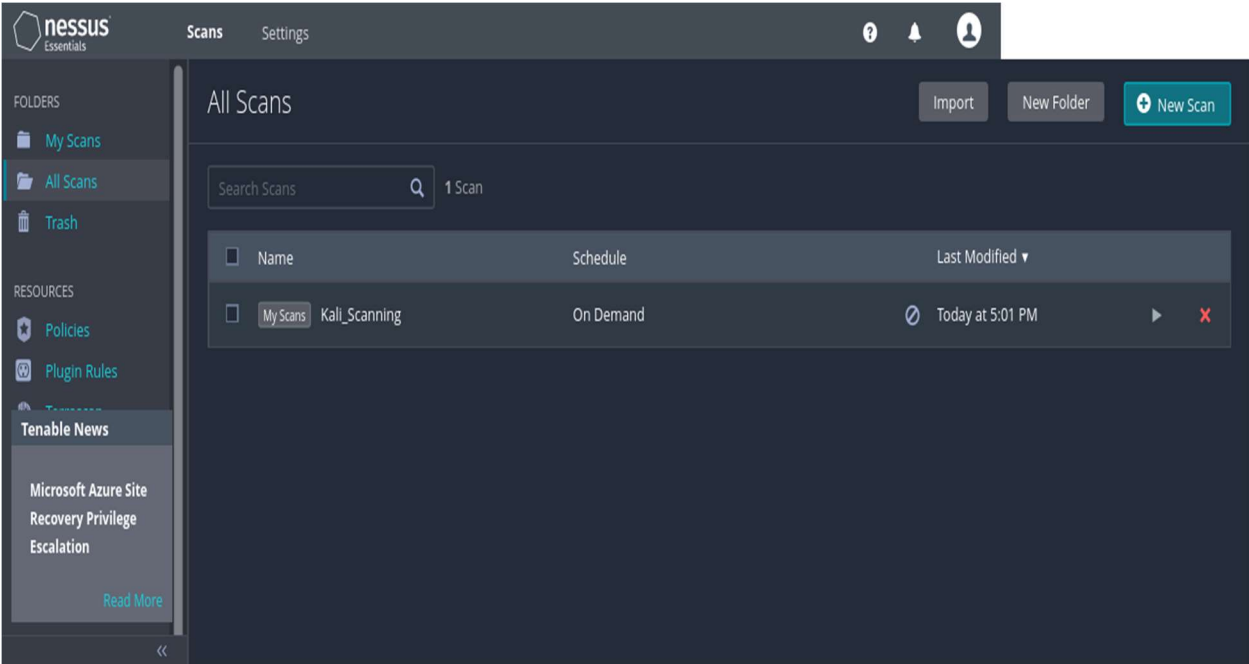 nessus
Essentials
Scans Settings
FOLDERS
My Scans
All Scans
Trash
RESOURCES
Policies
Plugin Rules
Tenable News
Microsoft Azure Site
Recovery Privilege
Escalation
Read More
All Scans
Import New Folder New Scan
Search Scans 1 Scan
Name Schedule Last Modified
My Scans Kali_Scanning On Demand Today at 5:01 PM